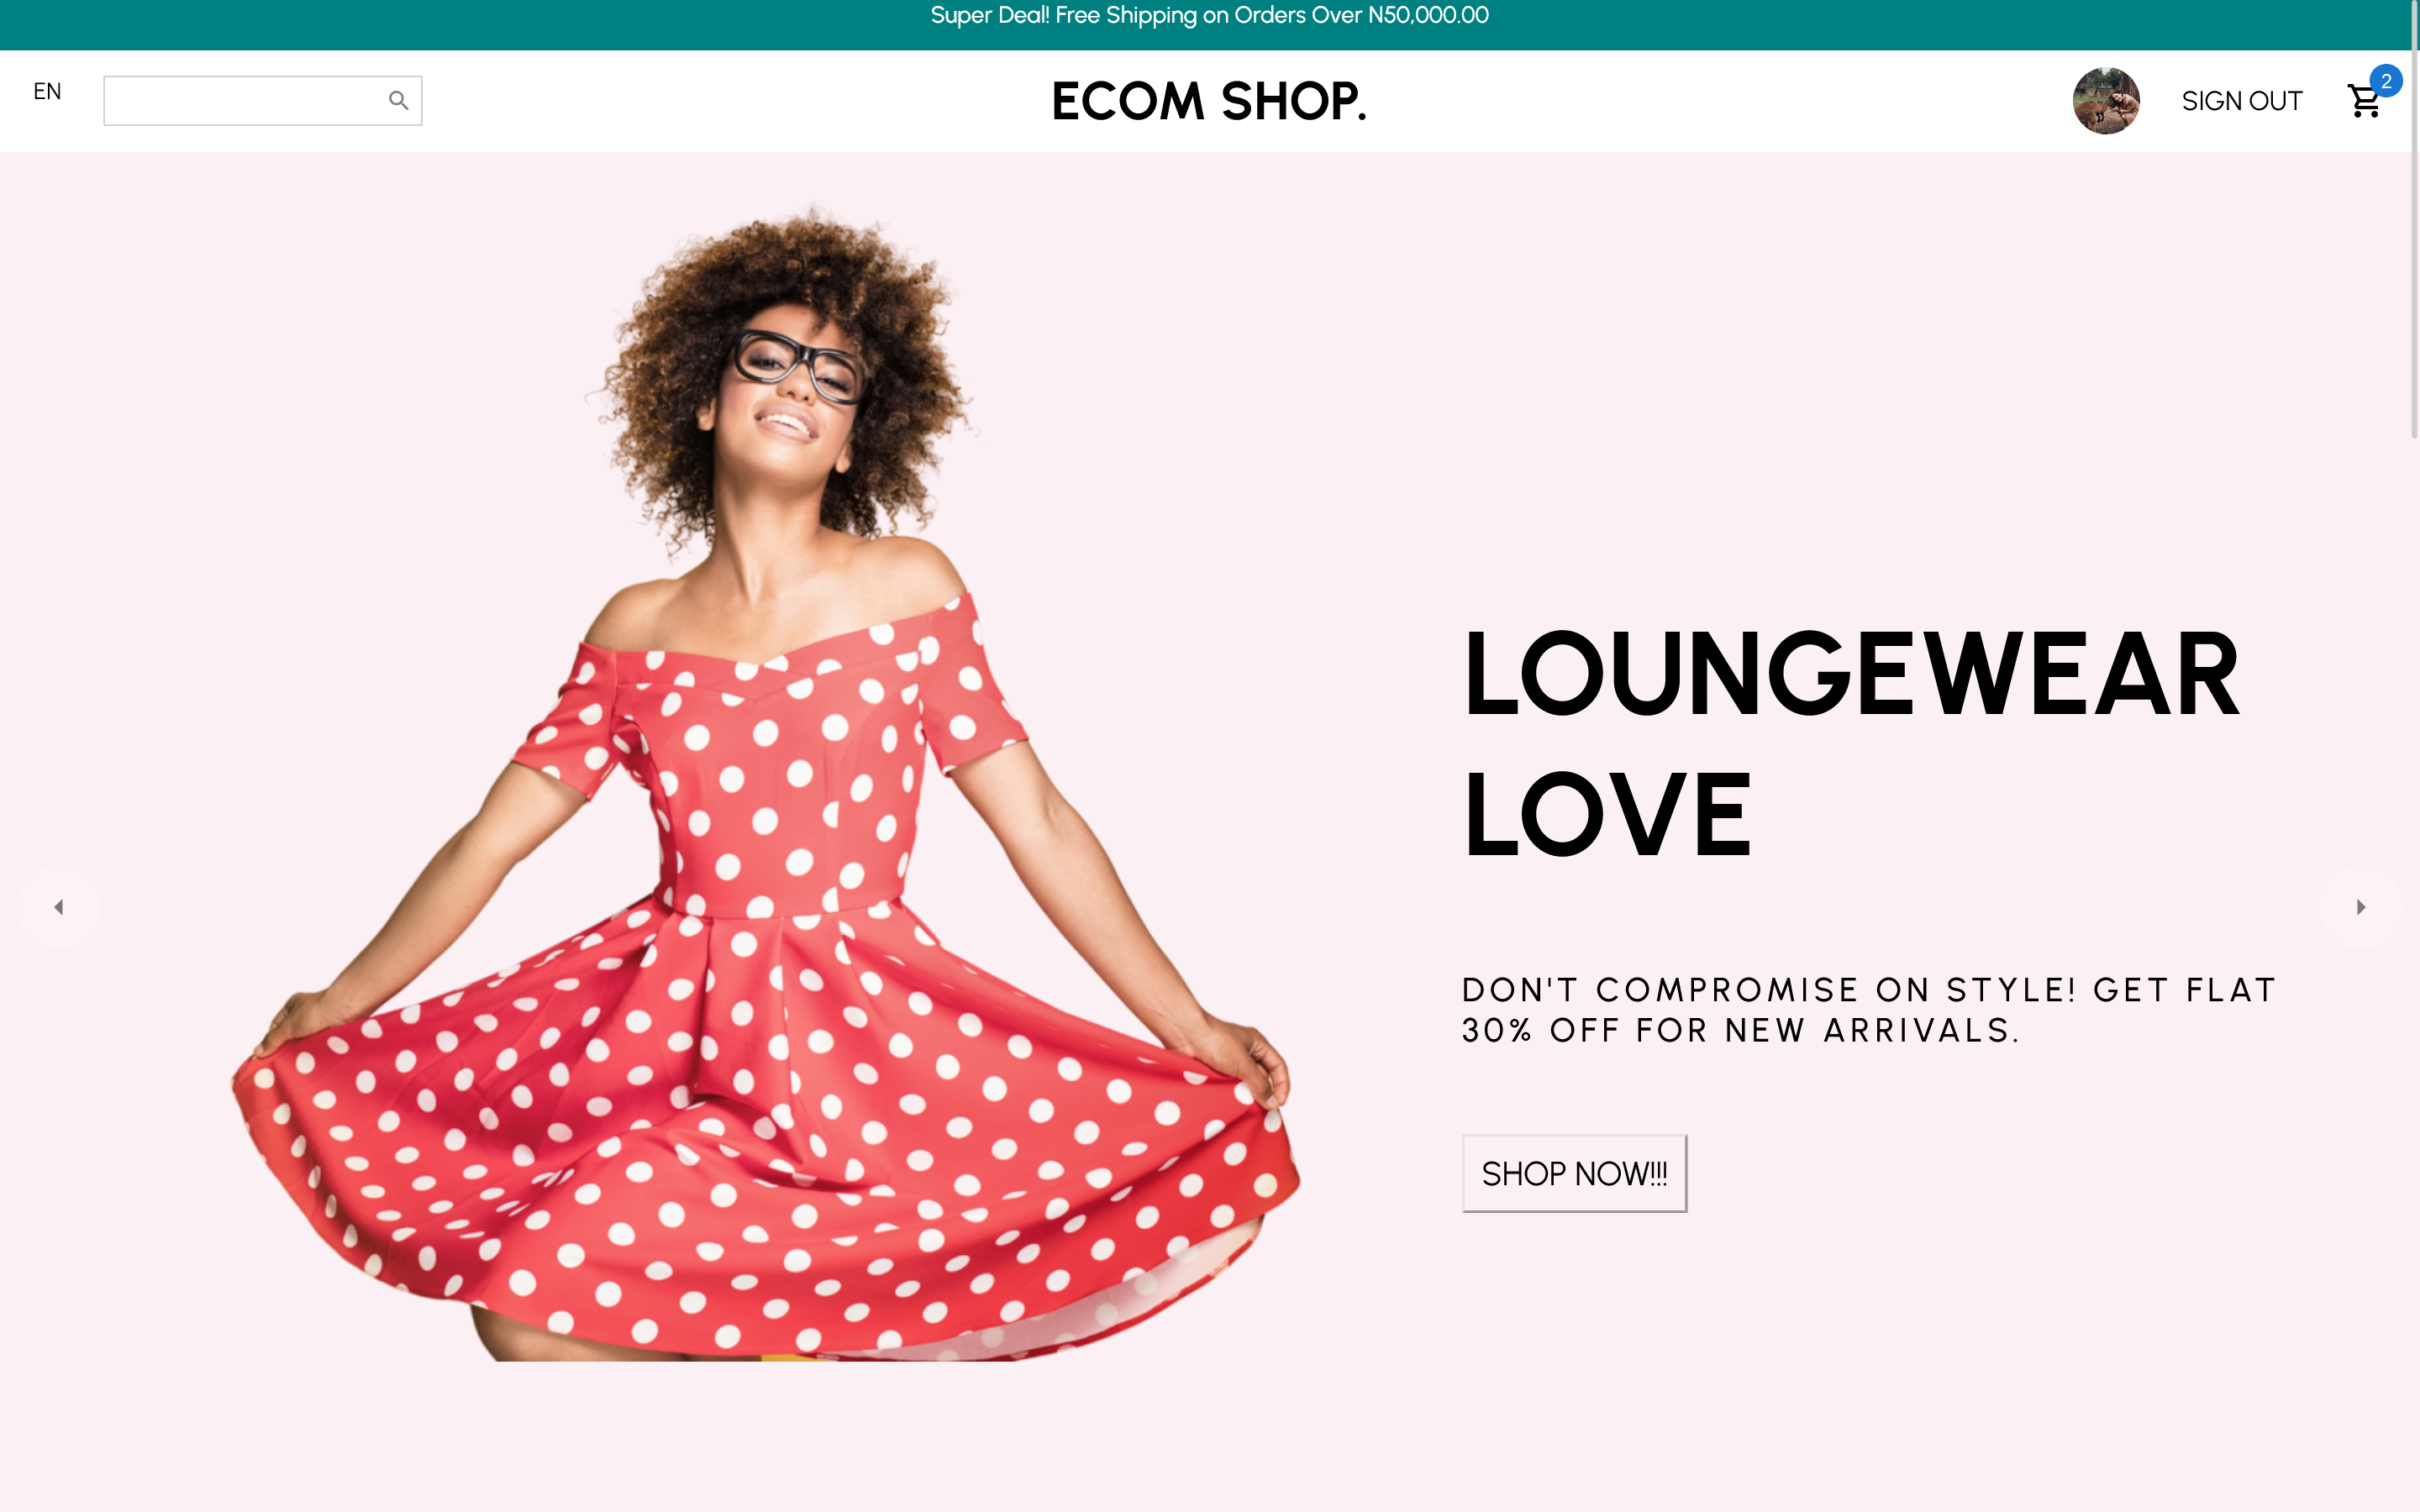 Super Deal! Free Shipping on Orders Over N50,000.00
EN
ECOM SHOP.
SIGN OUT
2
LOUNGEWEAR
LOVE
DON'T COMPROMISE ON STYLE! GET FLAT
30% OFF FOR NEW ARRIVALS.
SHOP NOW!!!